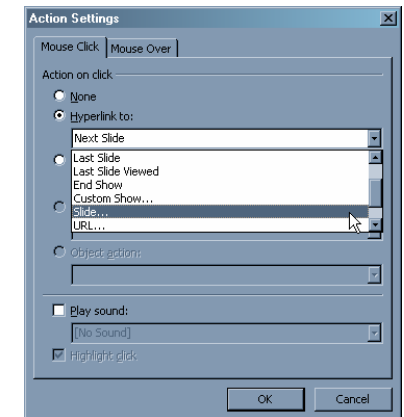 Action Settings
Mouse Click Mouse Over
Action on click
None
Hyperlink to:
Next Slide
Last Slide
Last Slide Viewed
End Show
Custom Show...
Slide...
URL...
Object action:
Play sound:
[No Sound]
Highlight click
OK Cancel